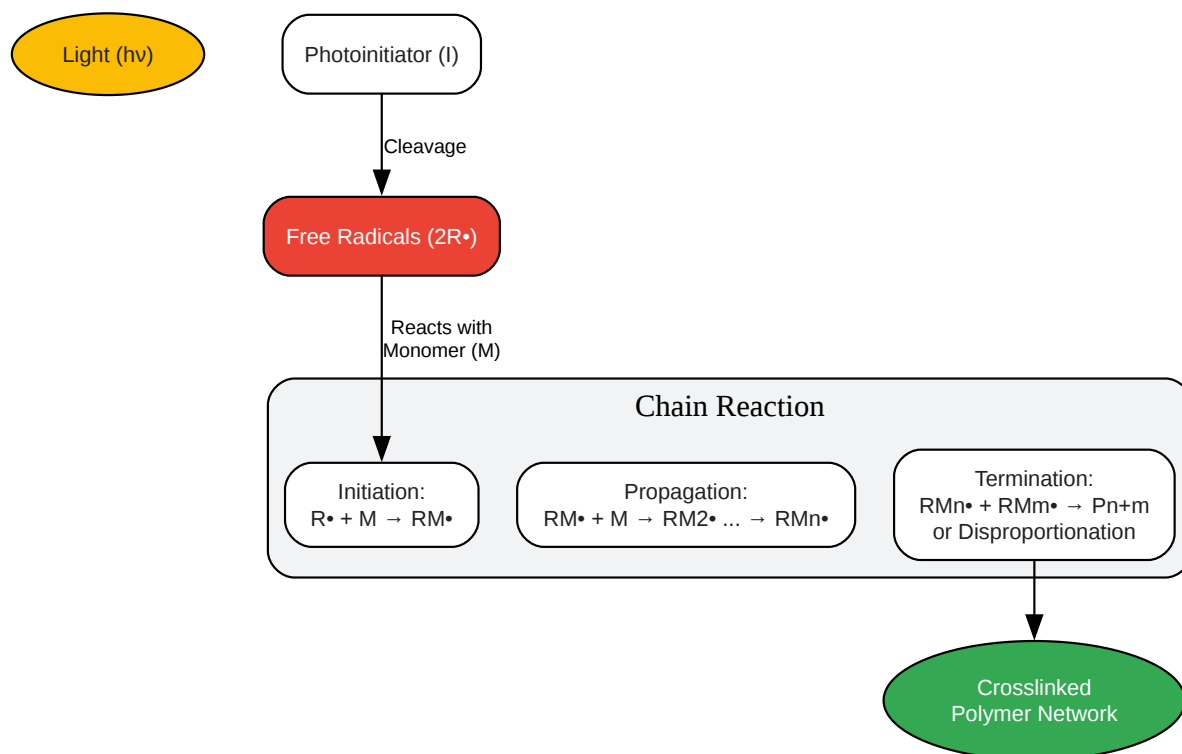 Light (hν)
Photoinitiator (I)
Cleavage
Free Radicals (2R•)
Reacts with
Monomer (M)
Chain Reaction
Initiation:
R• + M → RM•
Propagation:
RM• + M → RM2• ... → RMn•
Termination:
RMn• + RMm• → Pn+m
or Disproportionation
Crosslinked
Polymer Network